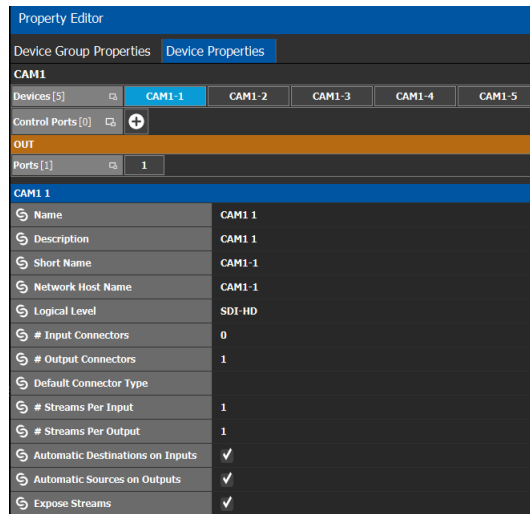 Property Editor
Device Group Properties Device Properties
CAM1
Devices [5] CAM1-1 CAM1-2 CAM1-3 CAM1-4 CAM1-5
Control Ports [0]
OUT
Ports [1] 1
CAM1 1
Name CAM1 1
Description CAM1 1
Short Name CAM1-1
Network Host Name CAM1-1
Logical Level SDI-HD
# Input Connectors 0
# Output Connectors 1
Default Connector Type
# Streams Per Input 1
# Streams Per Output 1
Automatic Destinations on Inputs
Automatic Sources on Outputs
Expose Streams